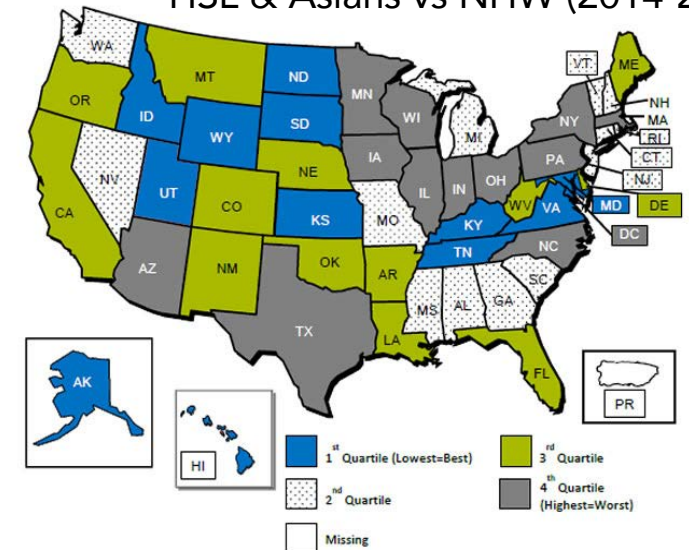 HSE & Asians vs NHW (2014-2
WA
MT
ND
MN
VT
ME
OR
ID
WY
SD
WI
MI
NY
NH
MA
RI
CT
NJ
NV
UT
NE
IA
IL
IN
OH
PA
CA
CO
KS
MO
KY
WV
VA
MD
DE
DC
AZ
NM
OK
AR
TN
NC
SC
TX
LA
MS
AL
GA
FL
AK
HI
PR
1st Quartile (Lowest=Best)
3rd Quartile
2nd Quartile
4th Quartile
(Highest=Worst)
Missing